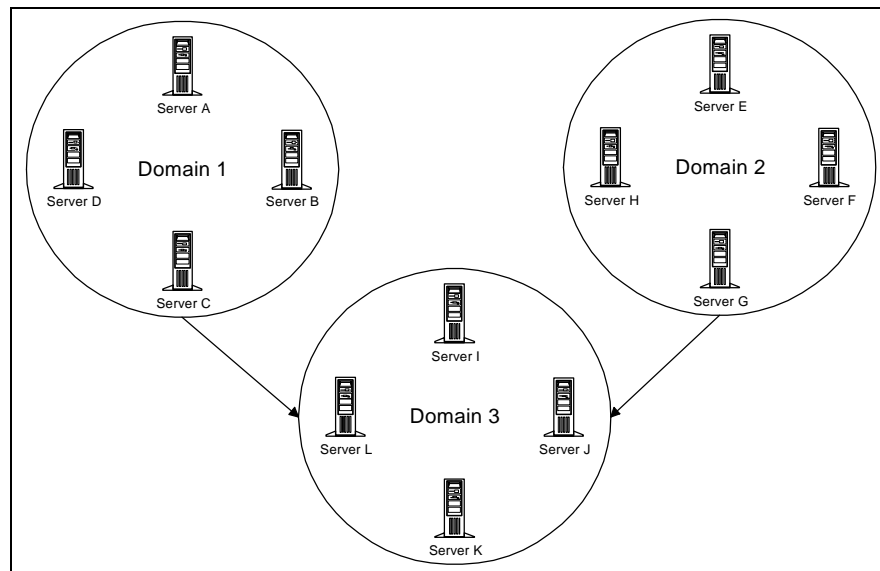 Server A
Domain 1
Server D
Server B
Server C
Server E
Domain 2
Server H
Server F
Server G
Server I
Domain 3
Server L
Server J
Server K